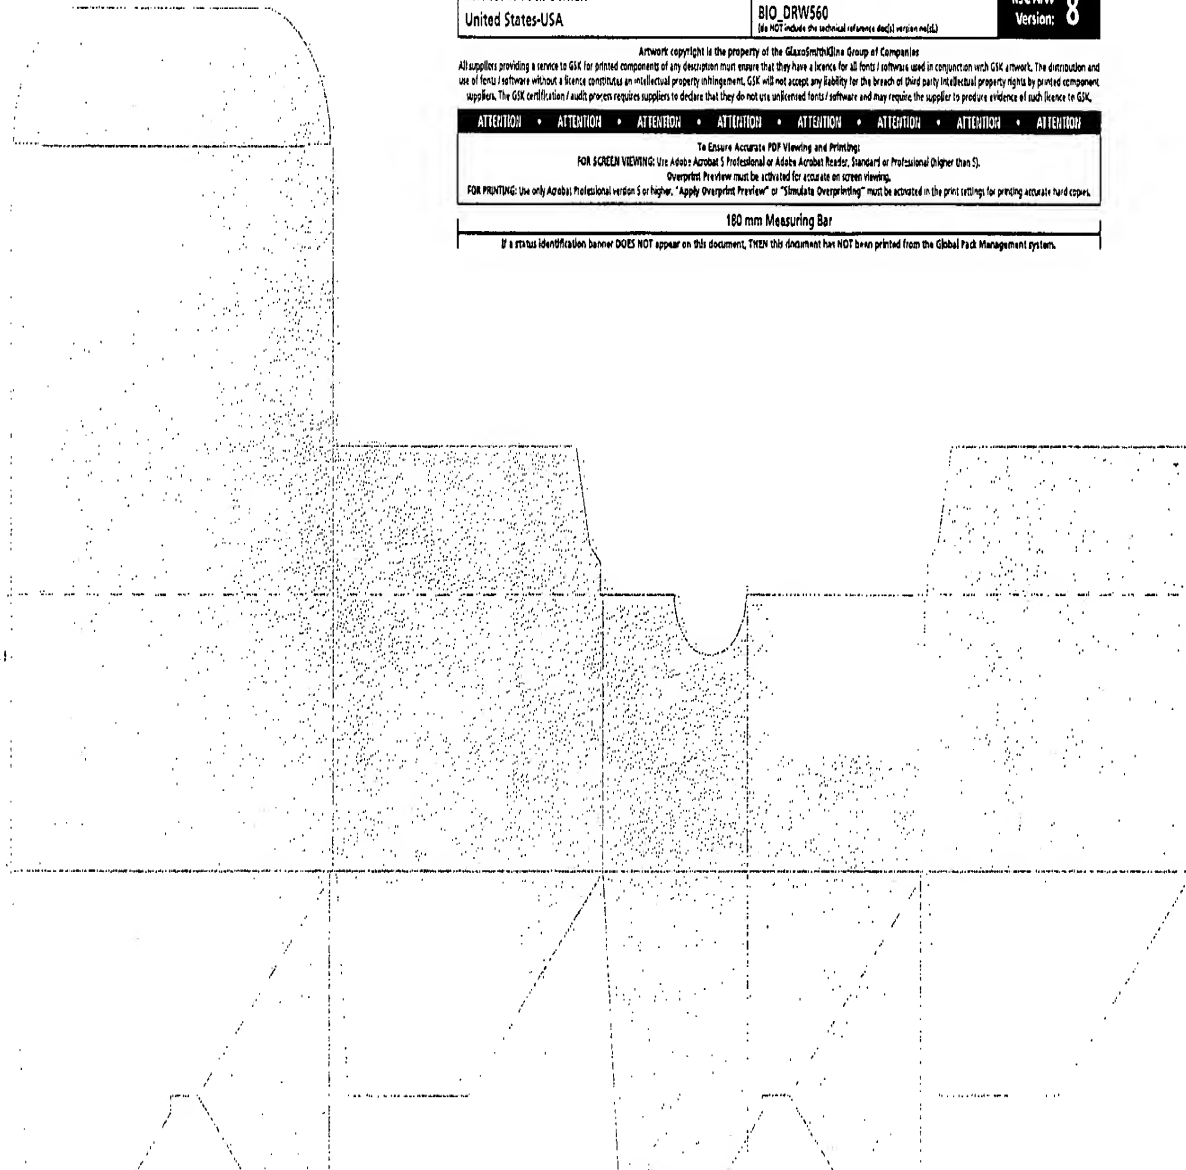 United States-USA
BIO_DRW560
(do NOT include the technical reference doc(s) version no(s).)
Version: 8
Artwork copyright is the property of the GlaxoSmithKline Group of Companies
All suppliers providing a service to GSK for printed components of any description must ensure that they have a licence for all fonts / software used in conjunction with GSK artwork. The distribution and
use of fonts / software without a licence constitutes an intellectual property infringement. GSK will not accept any liability for the breach of third party intellectual property rights by printed component
suppliers. The GSK certification / audit process requires suppliers to declare that they do not use unlicensed fonts / software and may require the supplier to produce evidence of such licence to GSK.
ATTENTION • ATTENTION • ATTENTION • ATTENTION • ATTENTION • ATTENTION • ATTENTION • ATTENTION
To Ensure Accurate PDF Viewing and Printing:
FOR SCREEN VIEWING: Use Adobe Acrobat 5 Professional or Adobe Acrobat Reader, Standard or Professional (higher than 5).
Overprint Preview must be activated for accurate on screen viewing.
FOR PRINTING: Use only Acrobat Professional version 5 or higher. "Apply Overprint Preview" or "Simulate Overprinting" must be activated in the print settings for printing accurate hard copies.
180 mm Measuring Bar
If a status identification banner DOES NOT appear on this document, THEN this document has NOT been printed from the Global Pack Management system.